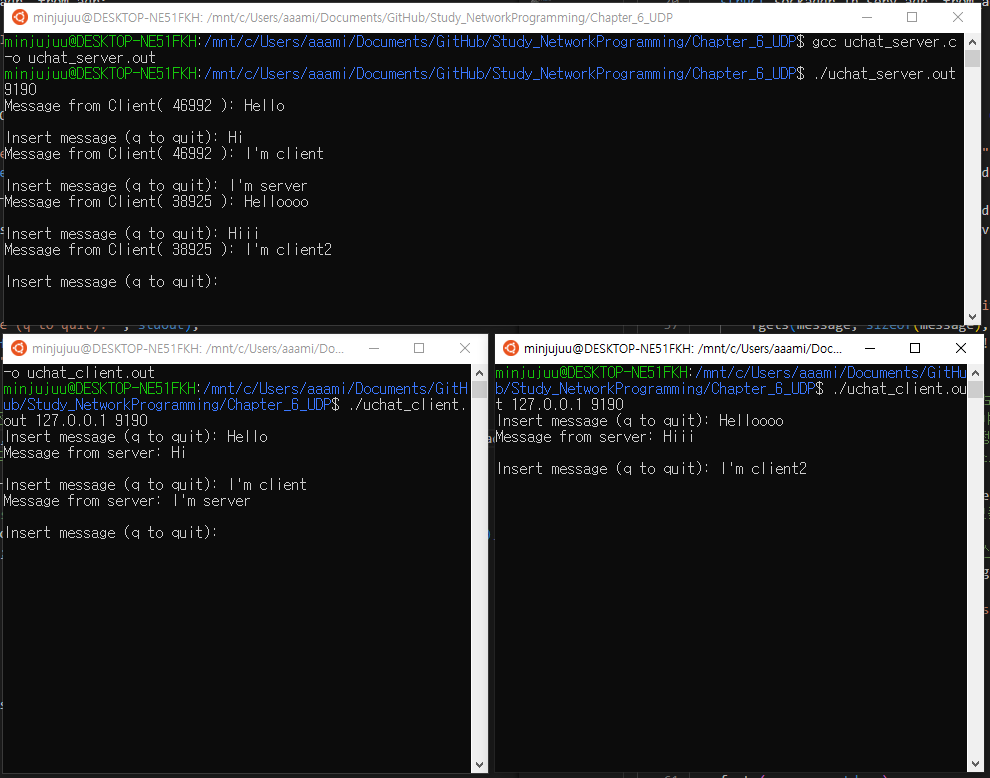 minjujuu@DESKTOP-NE51FKH: /mnt/c/Users/aaami/Documents/GitHub/Study_NetworkProgramming/Chapter_6_UDP
minjujuu@DESKTOP-NE51FKH:/mnt/c/Users/aaami/Documents/GitHub/Study_NetworkProgramming/Chapter_6_UDP$ gcc uchat_server.c
-o uchat_server.out
minjujuu@DESKTOP-NE51FKH:/mnt/c/Users/aaami/Documents/GitHub/Study_NetworkProgramming/Chapter_6_UDP$ ./uchat_server.out
9190
Message from Client( 46992 ): Hello
Insert message (q to quit): Hi
Message from Client( 46992 ): I'm client
Insert message (q to quit): I'm server
Message from Client( 38925 ): Helloooo
Insert message (q to quit): Hiii
Message from Client( 38925 ): I'm client2
Insert message (q to quit):
minjujuu@DESKTOP-NE51FKH: /mnt/c/Users/aaami/Do...
-o uchat_client.out
minjujuu@DESKTOP-NE51FKH:/mnt/c/Users/aaami/Documents/GitH
ub/Study_NetworkProgramming/Chapter_6_UDP$ ./uchat_client.
out 127.0.0.1 9190
Insert message (q to quit): Hello
Message from server: Hi
Insert message (q to quit): I'm client
Message from server: I'm server
Insert message (q to quit):
minjujuu@DESKTOP-NE51FKH: /mnt/c/Users/aaami/Doc...
minjujuu@DESKTOP-NE51FKH:/mnt/c/Users/aaami/Documents/GitHu
b/Study_NetworkProgramming/Chapter_6_UDP$ ./uchat_client.ou
t 127.0.0.1 9190
Insert message (q to quit): Helloooo
Message from server: Hiii
Insert message (q to quit): I'm client2